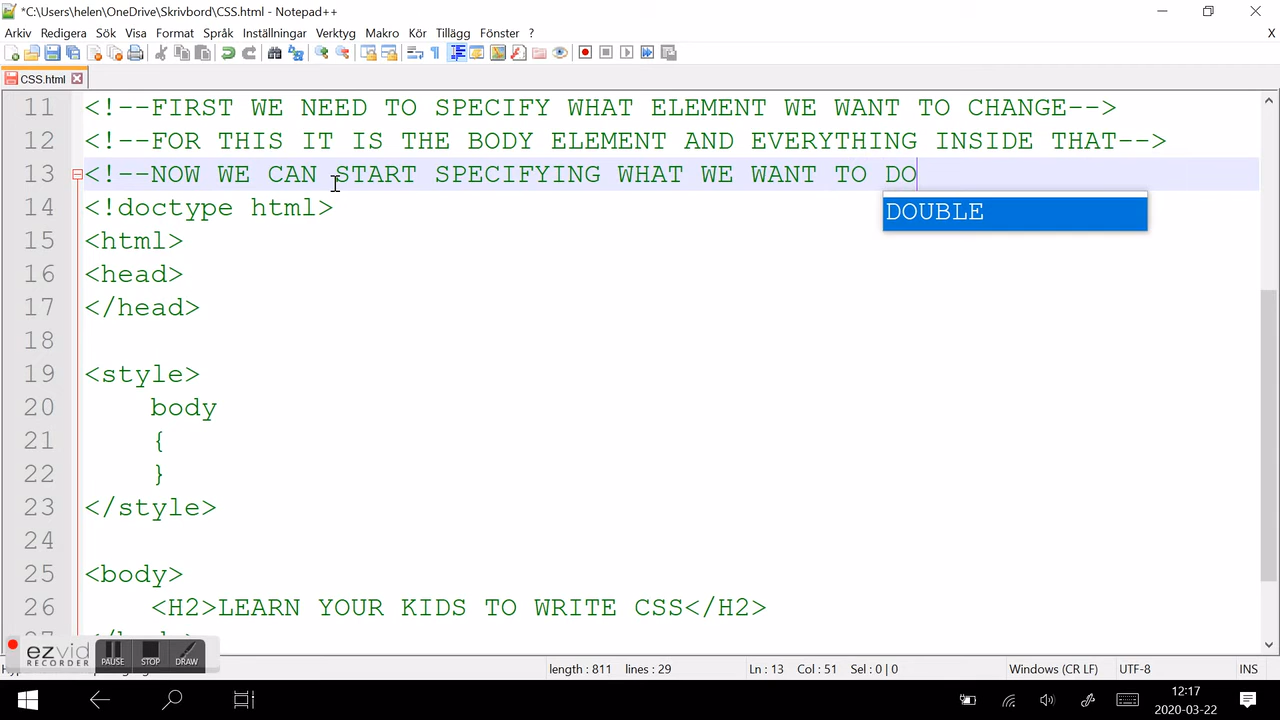 *C:\Users\helen\OneDrive\Skrivbord\CSS.html - Notepad++
Arkiv Redigera Sök Visa Format Språk Inställningar Verktyg Makro Kör Tillägg Fönster ? X
CSS.html
11 <!--FIRST WE NEED TO SPECIFY WHAT ELEMENT WE WANT TO CHANGE-->
12 <!--FOR THIS IT IS THE BODY ELEMENT AND EVERYTHING INSIDE THAT-->
13 <!--NOW WE CAN START SPECIFYING WHAT WE WANT TO DO
DOUBLE
14 <!doctype html>
15 <html>
16 <head>
17 </head>
18
19 <style>
20 body
21 {
22 }
23 </style>
24
25 <body>
26 <H2>LEARN YOUR KIDS TO WRITE CSS</H2>
ezvid
RECORDER
PAUSE STOP DRAW
length : 811 lines : 29 Ln : 13 Col : 51 Sel : 0 | 0 Windows (CR LF) UTF-8 INS
12:17
2020-03-22